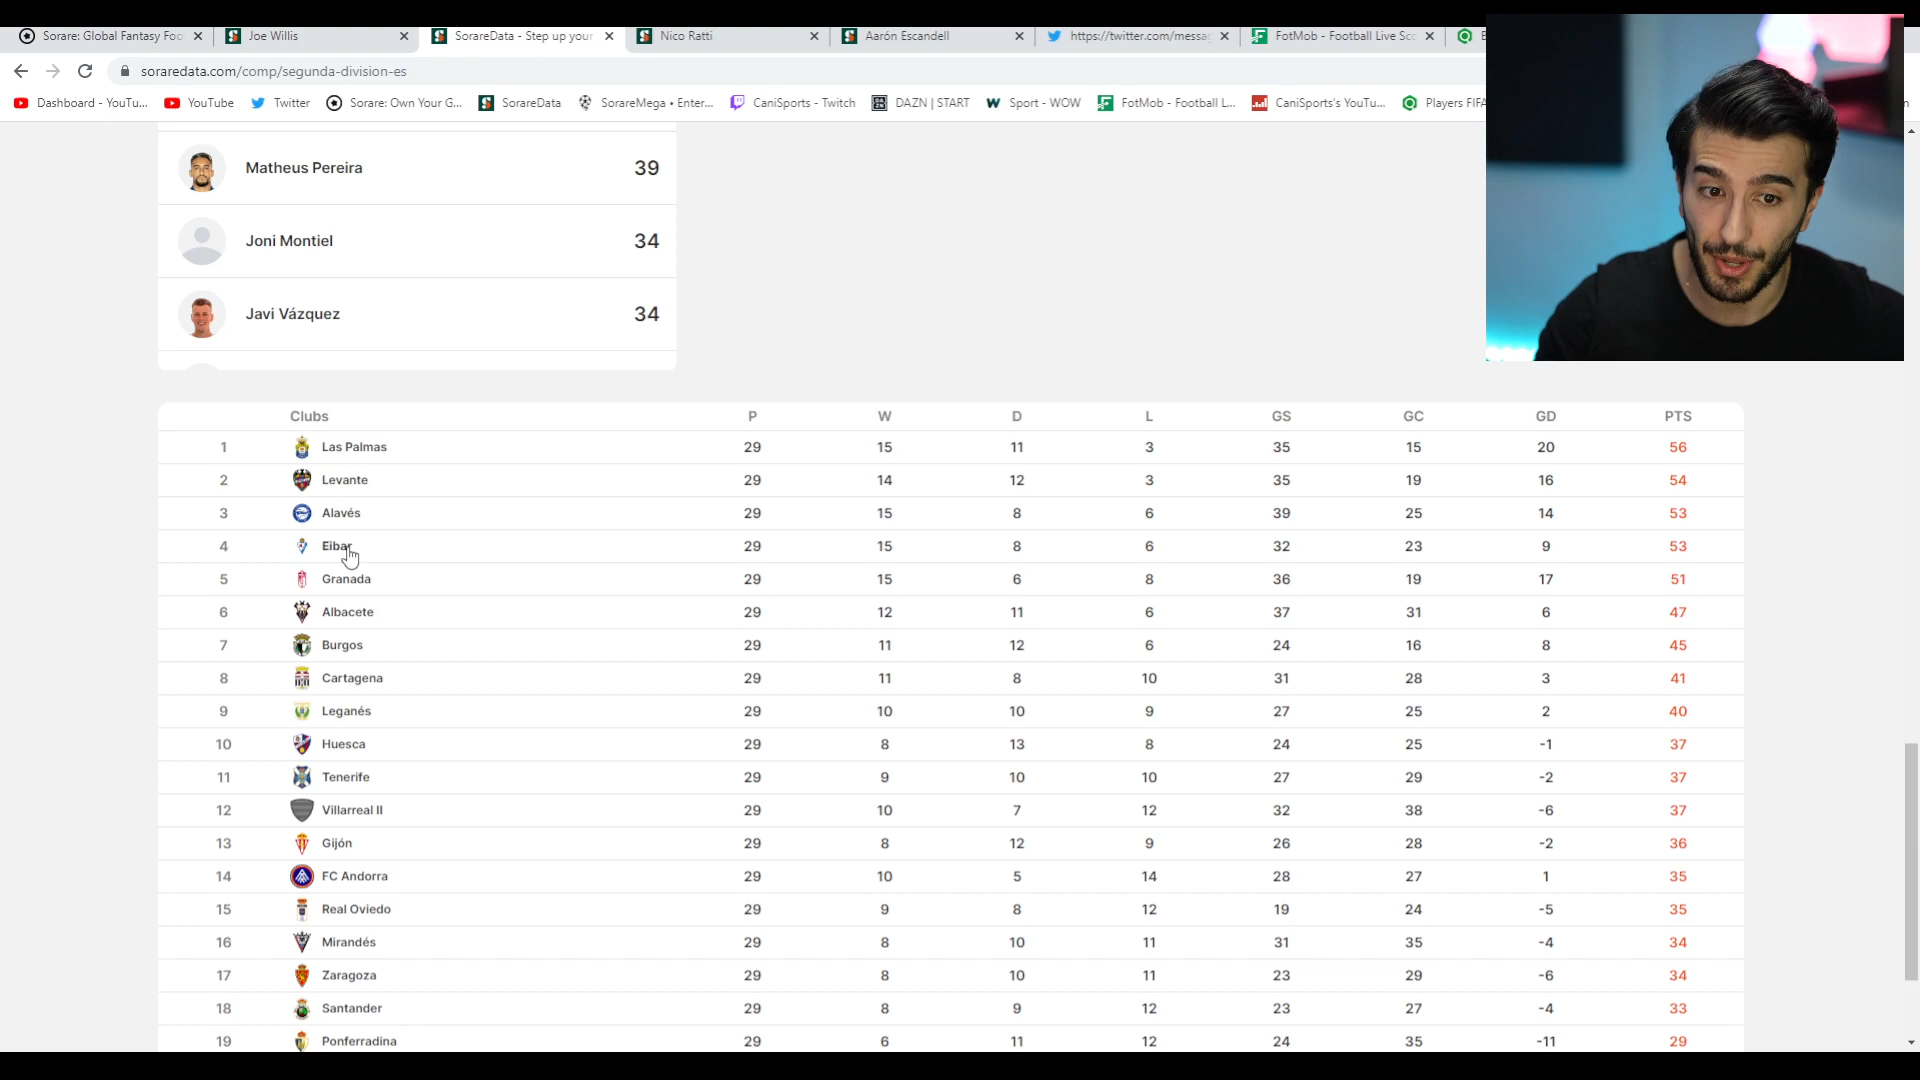 Sorare: Global Fantasy Foo
Joe Willis
SorareData - Step up your
Nico Ratti
Aarón Escandell
https://twitter.com/messa
FotMob - Football Live Sc
soraredata.com/comp/segunda-division-es
Dashboard - YouTu...
YouTube
Twitter
Sorare: Own Your G...
SorareData
SorareMega • Enter...
CaniSports - Twitch
DAZN | START
Sport - WOW
FotMob - Football L...
CaniSports's YouTu...
Players FIFA
Matheus Pereira 39
Joni Montiel 34
Javi Vázquez 34
Clubs P W D L GS GC GD PTS
1 Las Palmas 29 15 11 3 35 15 20 56
2 Levante 29 14 12 3 35 19 16 54
3 Alavés 29 15 8 6 39 25 14 53
4 Eibar 29 15 8 6 32 23 9 53
5 Granada 29 15 6 8 36 19 17 51
6 Albacete 29 12 11 6 37 31 6 47
7 Burgos 29 11 12 6 24 16 8 45
8 Cartagena 29 11 8 10 31 28 3 41
9 Leganés 29 10 10 9 27 25 2 40
10 Huesca 29 8 13 8 24 25 -1 37
11 Tenerife 29 9 10 10 27 29 -2 37
12 Villarreal II 29 10 7 12 32 38 -6 37
13 Gijón 29 8 12 9 26 28 -2 36
14 FC Andorra 29 10 5 14 28 27 1 35
15 Real Oviedo 29 9 8 12 19 24 -5 35
16 Mirandés 29 8 10 11 31 35 -4 34
17 Zaragoza 29 8 10 11 23 29 -6 34
18 Santander 29 8 9 12 23 27 -4 33
19 Ponferradina 29 6 11 12 24 35 -11 29